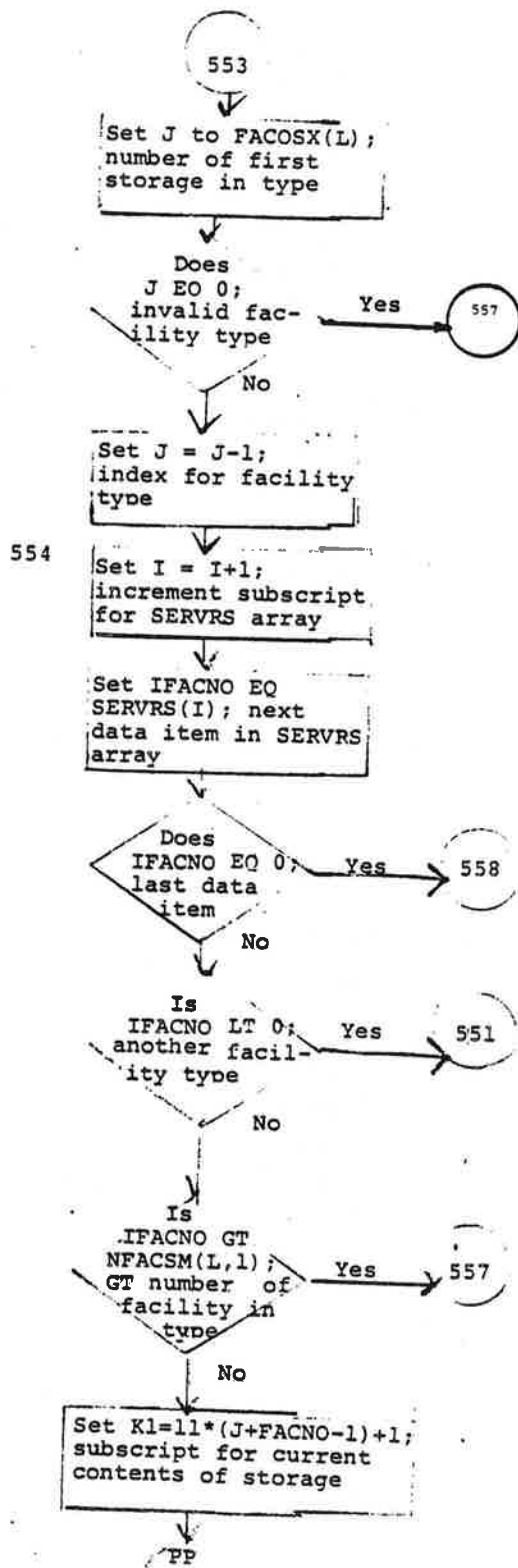 553
Set J to FACOSX(L);
number of first
storage in type
Does
J EQ 0;
invalid fac-
ility type
Yes
557
No
Set J = J-1;
index for facility
type
554
Set I = I+1;
increment subscript
for SERVRS array
Set IFACNO EQ
SERVRS(I); next
data item in SERVRS
array
Does
IFACNO EQ 0;
last data
item
Yes
558
No
Is
IFACNO LT 0;
another facil-
ity type
Yes
551
No
Is
IFACNO GT
NFACSM(L,1);
GT number of
facility in
type
Yes
557
No
Set K1=11*(J+FACNO-1)+1;
subscript for current
contents of storage
PP